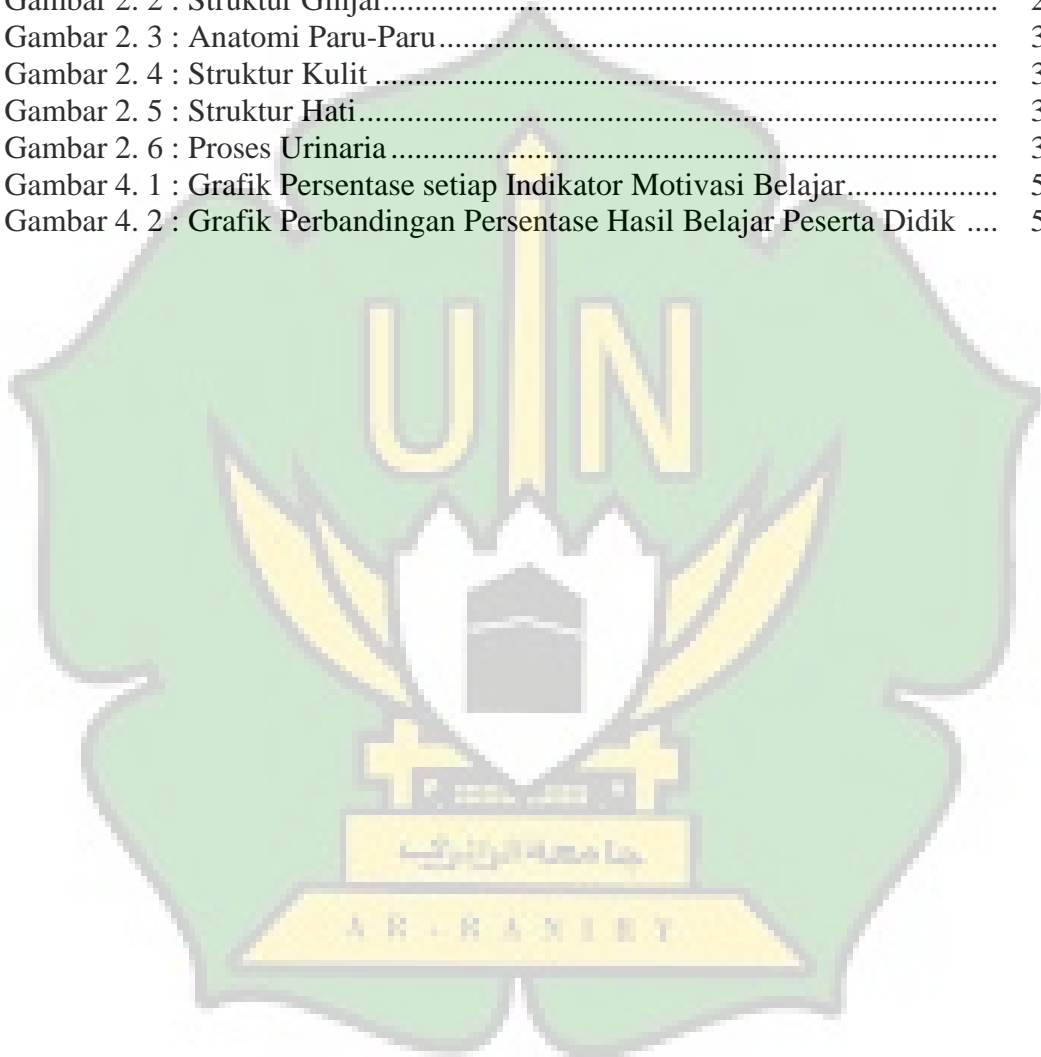 Gambar 2. 2 : Struktur Ginjal.......................................................................................... 2
Gambar 2. 3 : Anatomi Paru-Paru.................................................................................. 3
Gambar 2. 4 : Struktur Kulit ........................................................................................... 3
Gambar 2. 5 : Struktur Hati............................................................................................. 3
Gambar 2. 6 : Proses Urinaria ........................................................................................ 3
Gambar 4. 1 : Grafik Persentase setiap Indikator Motivasi Belajar.................. 5
Gambar 4. 2 : Grafik Perbandingan Persentase Hasil Belajar Peserta Didik .... 5
U I N
جامعة الرانيري
AR-RANIRY